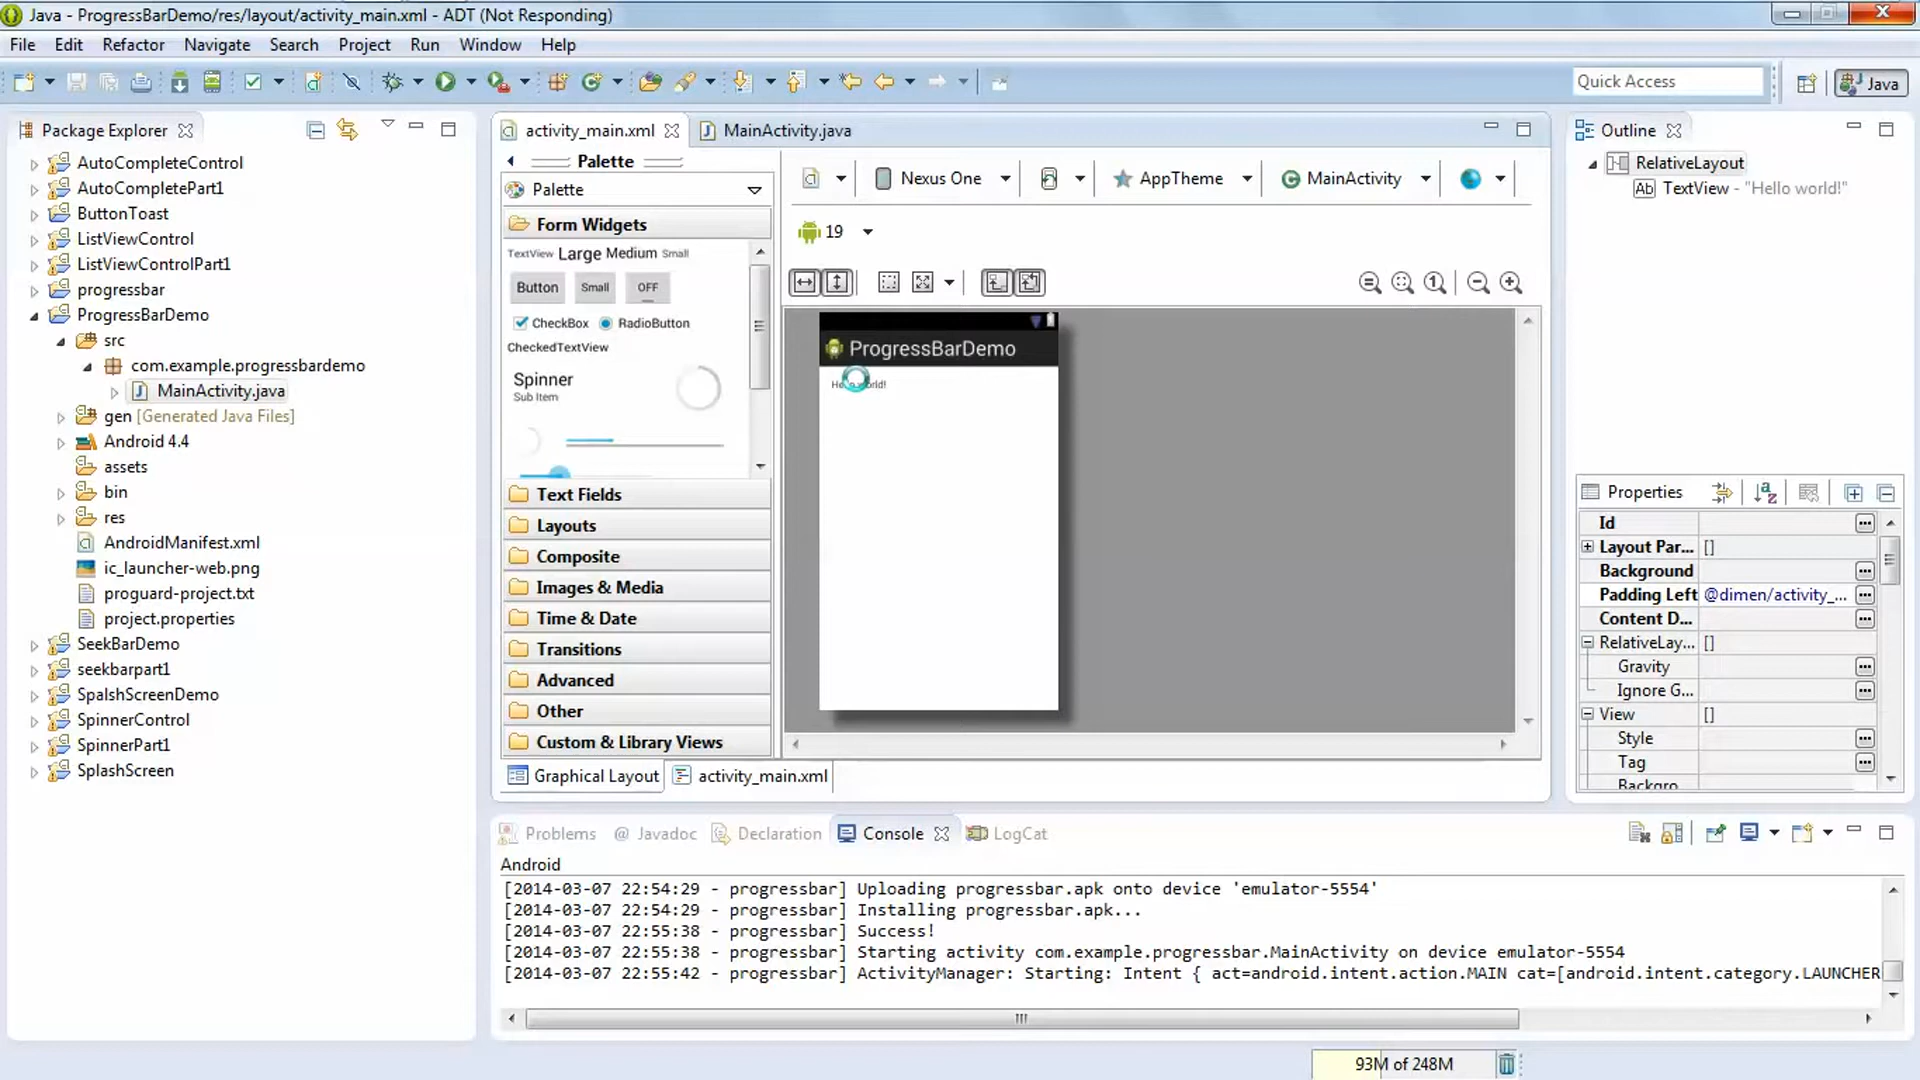 Java - ProgressBarDemo/res/layout/activity_main.xml - ADT (Not Responding)
File Edit Refactor Navigate Search Project Run Window Help
Quick Access
Java
Package Explorer
AutoCompleteControl
AutoCompletePart1
ButtonToast
ListViewControl
ListViewControlPart1
progressbar
ProgressBarDemo
src
com.example.progressbardemo
MainActivity.java
gen [Generated Java Files]
Android 4.4
assets
bin
res
AndroidManifest.xml
ic_launcher-web.png
proguard-project.txt
project.properties
SeekBarDemo
seekbarpart1
SpalshScreenDemo
SpinnerControl
SpinnerPart1
SplashScreen
activity_main.xml MainActivity.java
Palette
Palette
Form Widgets
TextView Large Medium Small
Button Small OFF
CheckBox RadioButton
CheckedTextView
Spinner
Sub Item
Text Fields
Layouts
Composite
Images & Media
Time & Date
Transitions
Advanced
Other
Custom & Library Views
Nexus One AppTheme MainActivity
19
ProgressBarDemo
Graphical Layout activity_main.xml
Outline
RelativeLayout
Ab TextView - "Hello world!"
Properties
Id
Layout Par... []
Background
Padding Left @dimen/activity_...
Content D...
RelativeLay... []
Gravity
Ignore G...
View []
Style
Tag
Backgro
Problems @ Javadoc Declaration Console LogCat
Android
[2014-03-07 22:54:29 - progressbar] Uploading progressbar.apk onto device 'emulator-5554'
[2014-03-07 22:54:29 - progressbar] Installing progressbar.apk...
[2014-03-07 22:55:38 - progressbar] Success!
[2014-03-07 22:55:38 - progressbar] Starting activity com.example.progressbar.MainActivity on device emulator-5554
[2014-03-07 22:55:42 - progressbar] ActivityManager: Starting: Intent { act=android.intent.action.MAIN cat=[android.intent.category.LAUNCHER
93M of 248M